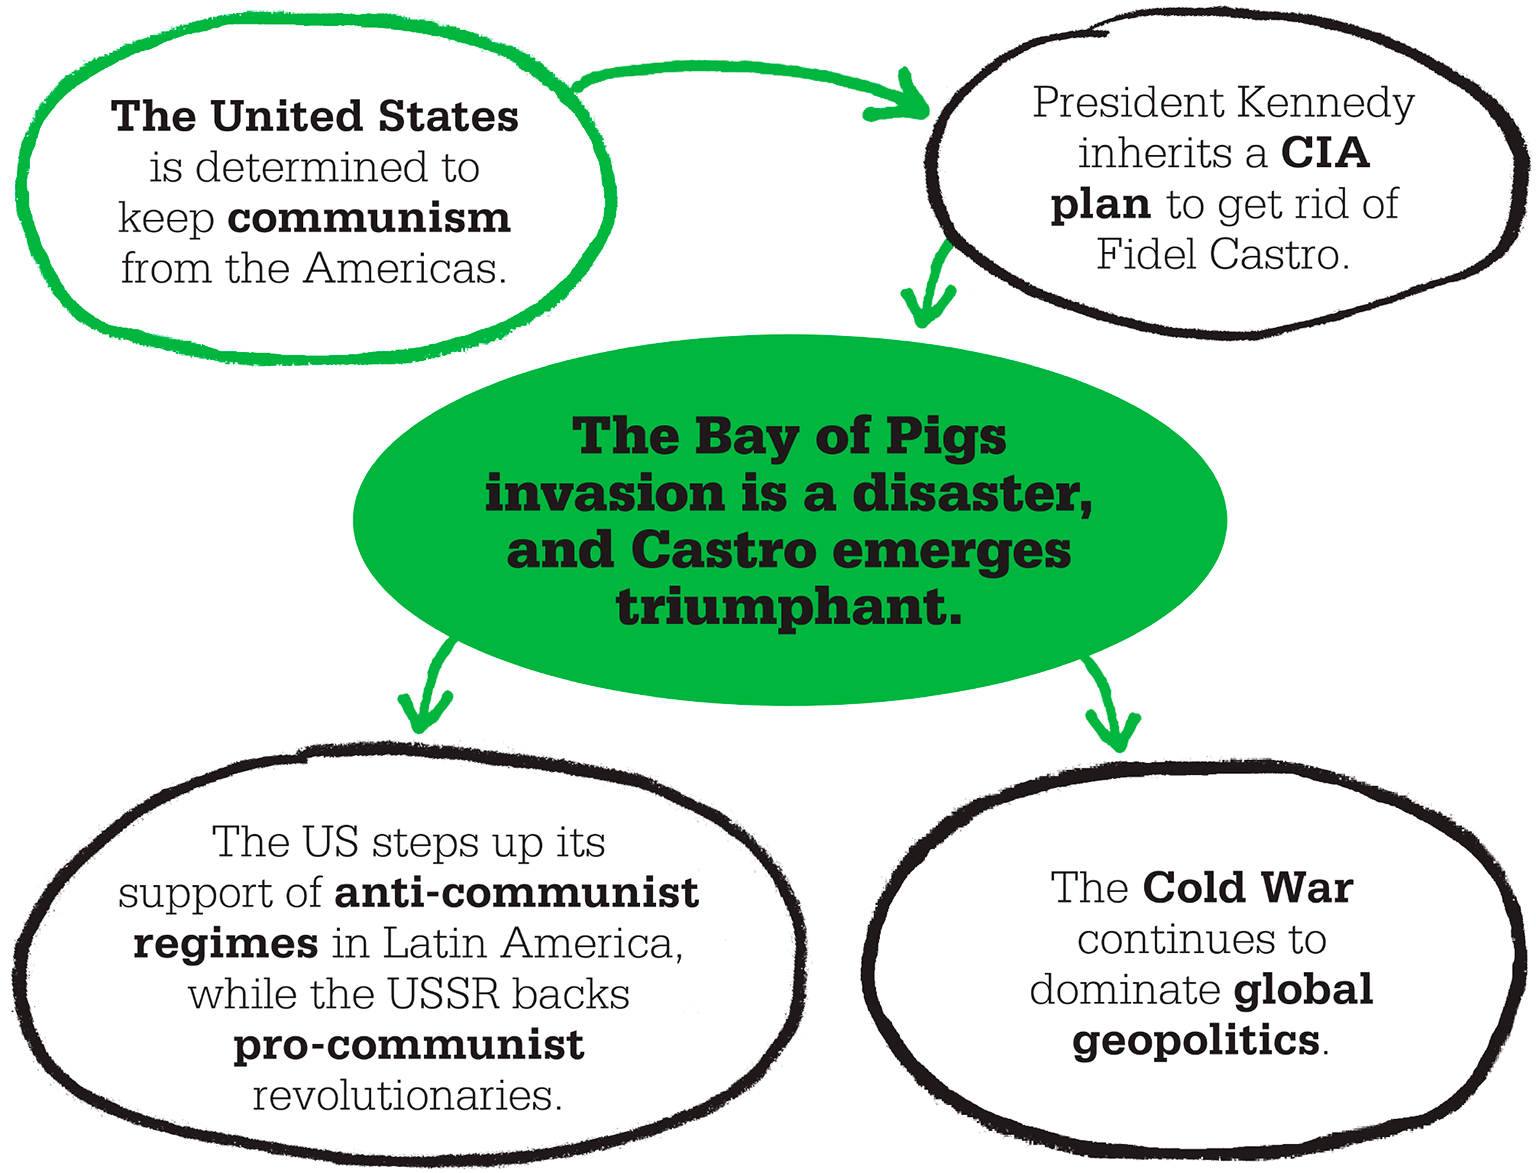 The United States
is determined to
keep communism
from the Americas.
President Kennedy
inherits a CIA
plan to get rid of
Fidel Castro.
The Bay of Pigs
invasion is a disaster,
and Castro emerges
triumphant.
The US steps up its
support of anti-communist
regimes in Latin America,
while the USSR backs
pro-communist
revolutionaries.
The Cold War
continues to
dominate global
geopolitics.